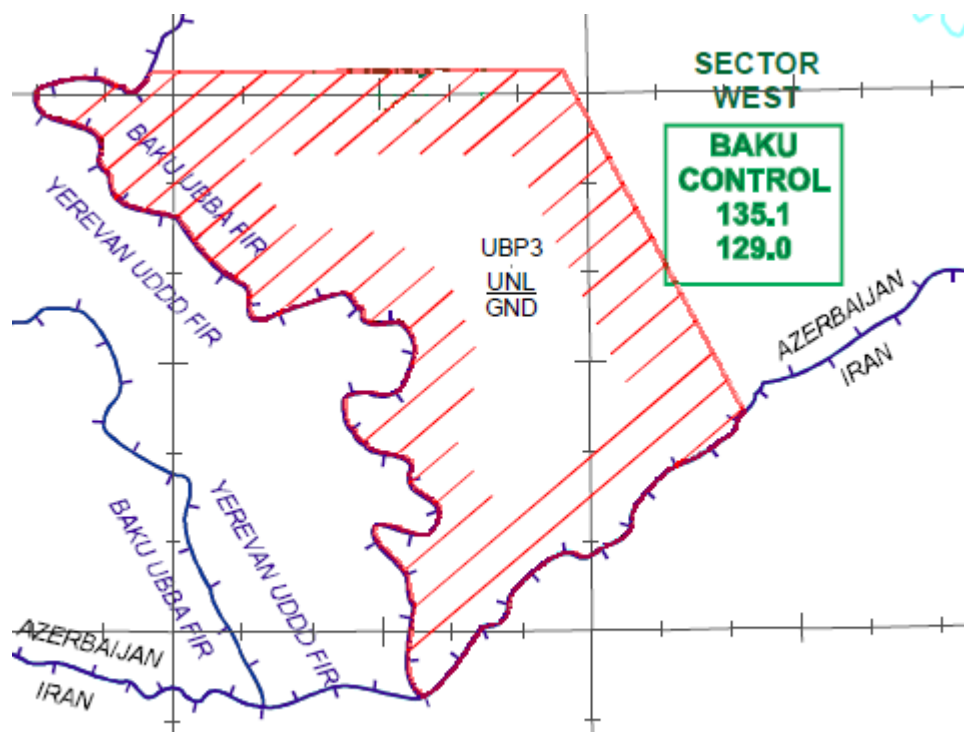 SECTOR
WEST
BAKU
CONTROL
135.1
129.0
BAKU UBBA FIR
YEREVAN UDDD FIR
UBP3
UNL
GND
AZERBAIJAN
IRAN
YEREVAN UDDD FIR
BAKU UBBA FIR
AZERBAIJAN
IRAN